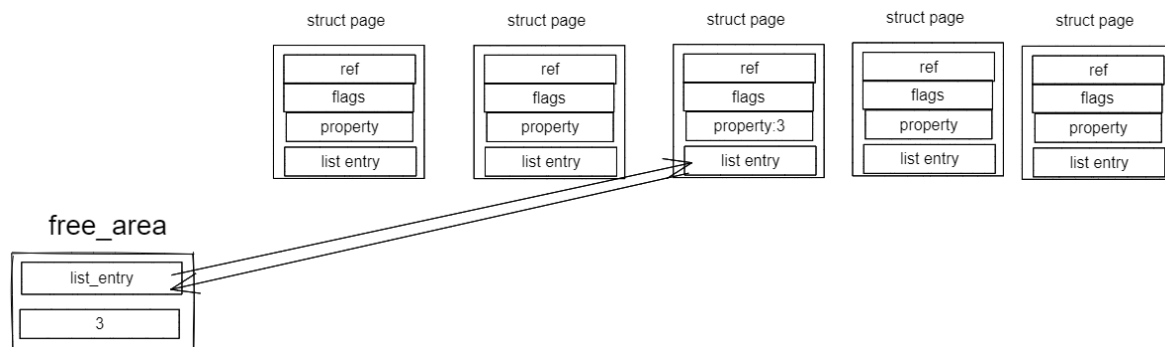 struct page struct page struct page struct page struct page
ref ref ref ref ref
flags flags flags flags flags
property property property:3 property property
list entry list entry list entry list entry list entry
free_area
list_entry
3